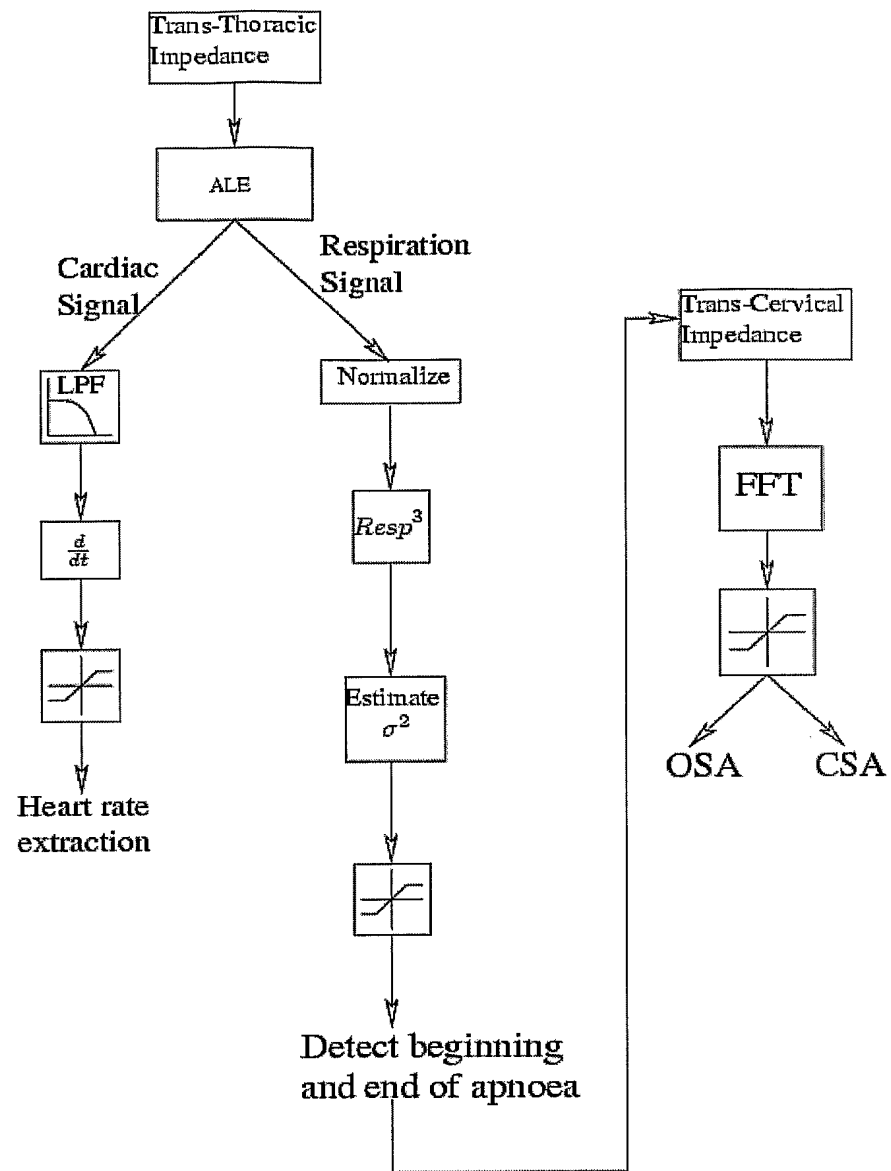 Trans-Thoracic
Impedance
ALE
Cardiac
Signal
Respiration
Signal
LPF
d
dt
Heart rate
extraction
Normalize
Resp³
Estimate
σ²
Detect beginning
and end of apnoea
Trans-Cervical
Impedance
FFT
OSA
CSA